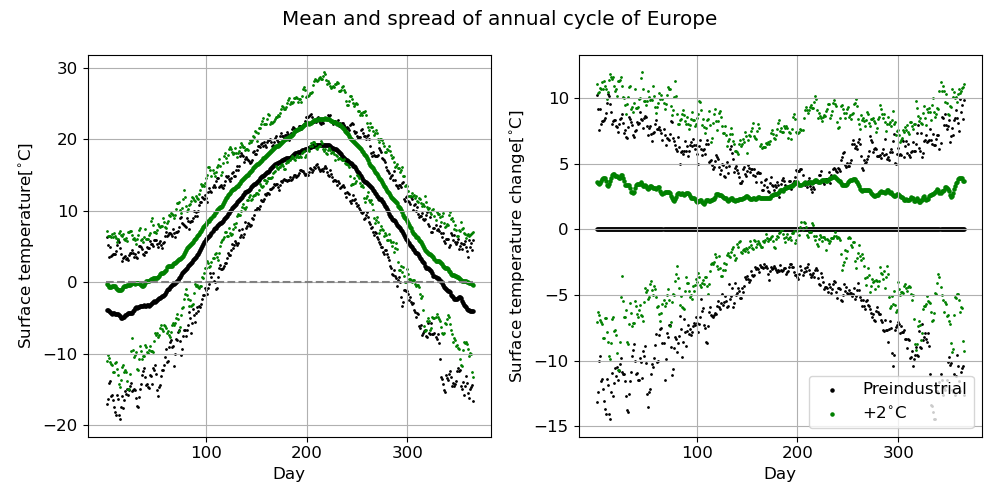 Mean and spread of annual cycle of Europe
Surface temperature[°C]
30
20
10
0
−10
−20
100
200
300
Day
Surface temperature change[°C]
10
5
0
−5
−10
−15
100
200
300
Day
Preindustrial
+2°C